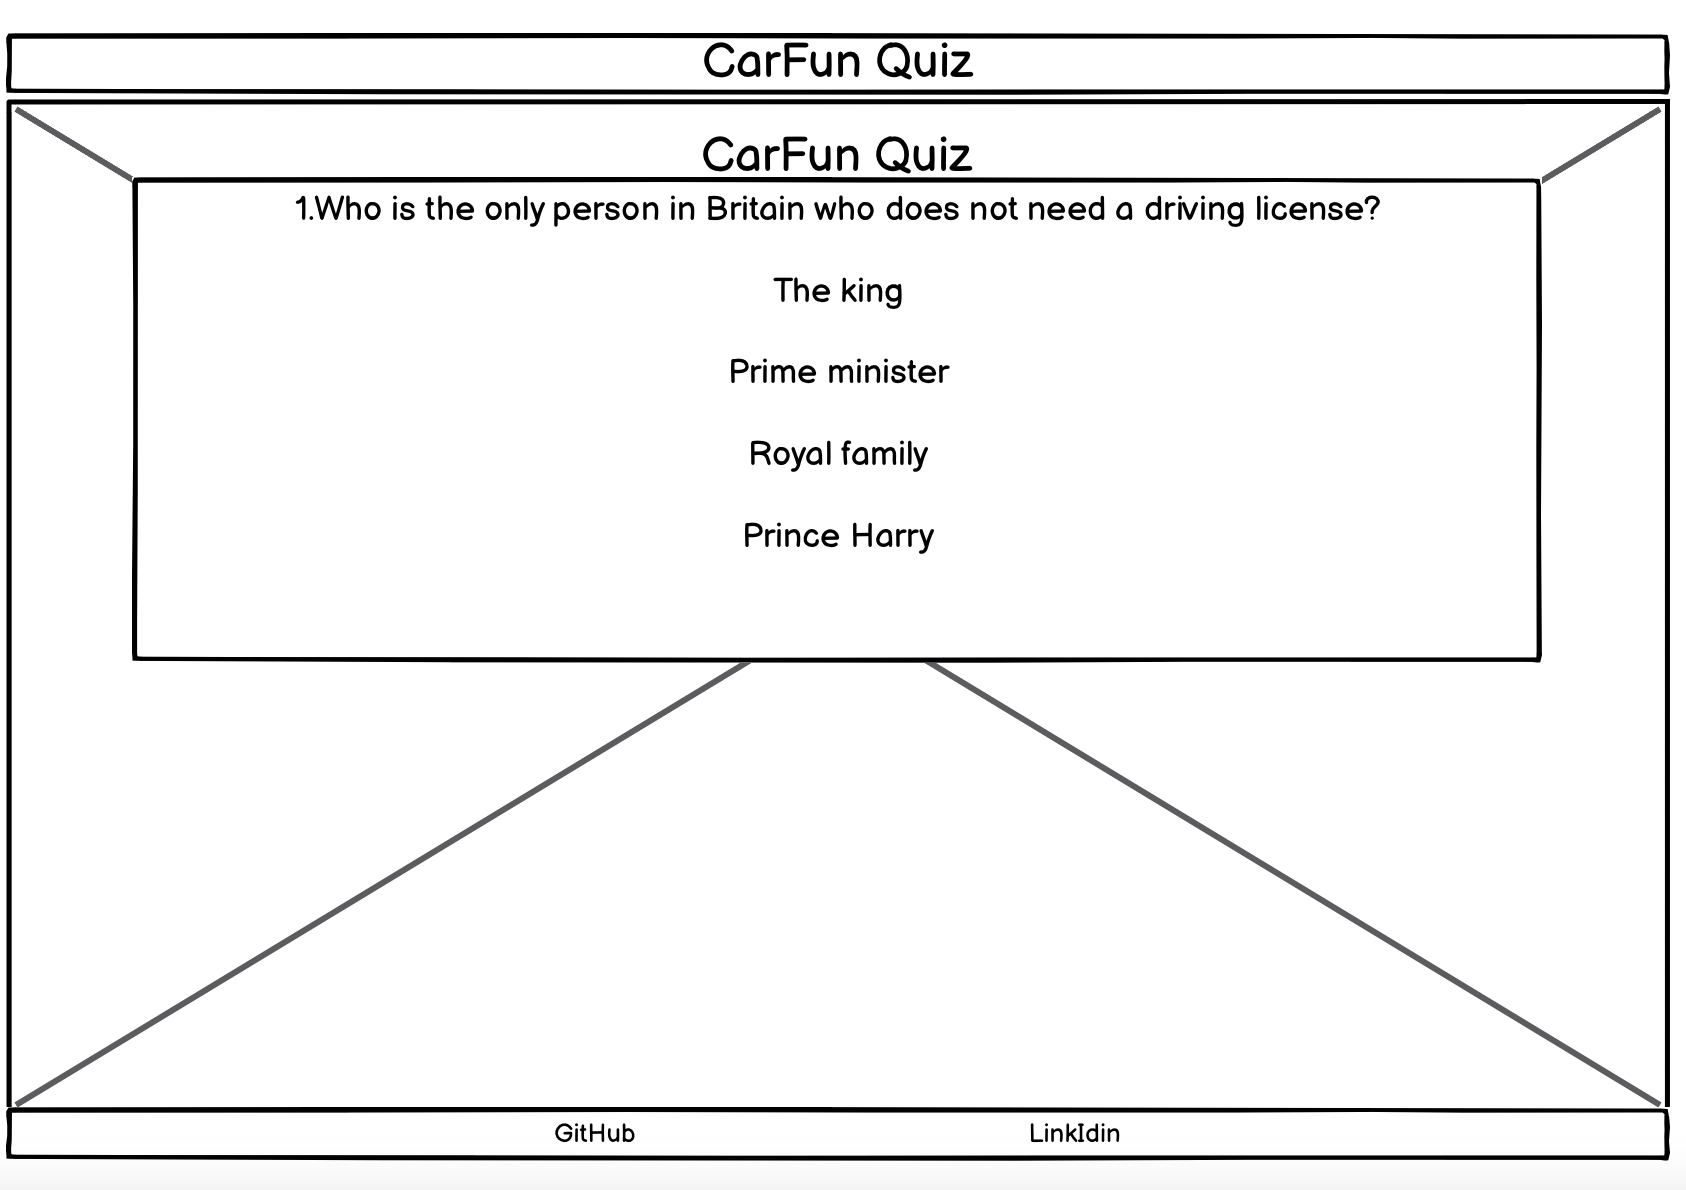 CarFun Quiz
CarFun Quiz
1.Who is the only person in Britain who does not need a driving license?
The king
Prime minister
Royal family
Prince Harry
GitHub
LinkIdin